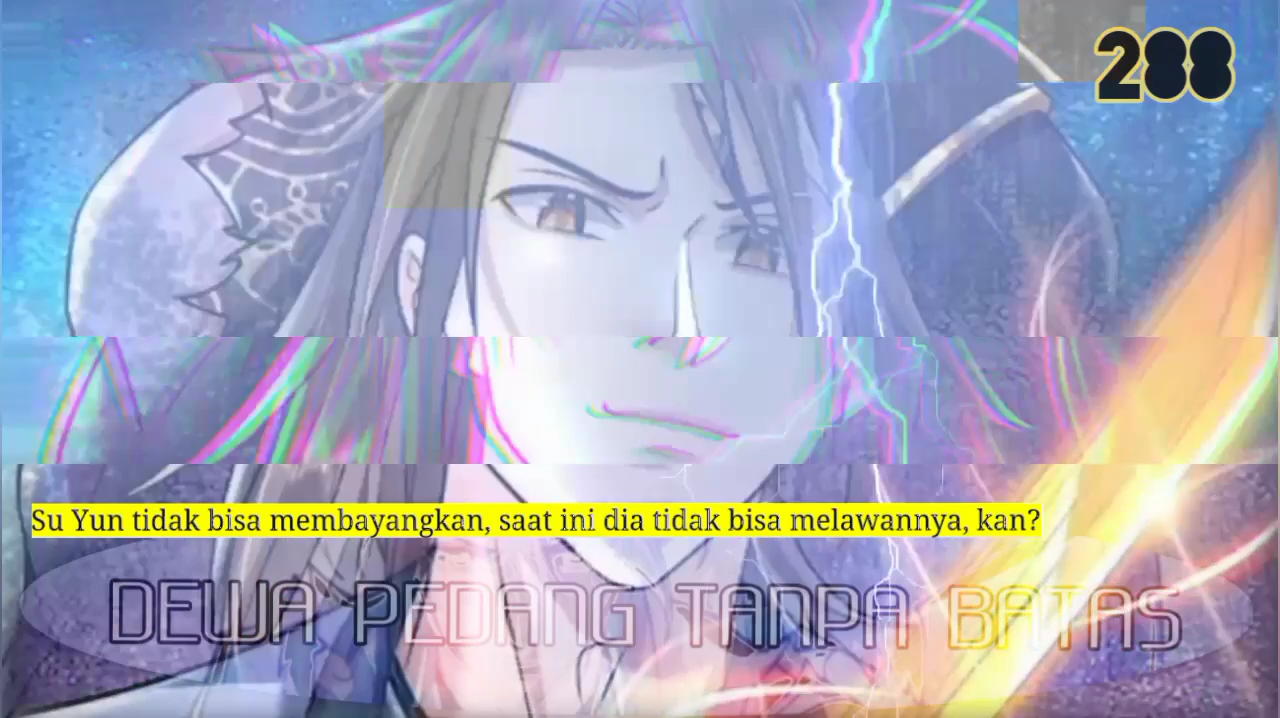 288
Su Yun tidak bisa membayangkan, saat ini dia tidak bisa melawannya, kan?
DEWA PEDANG TANPA BATAS